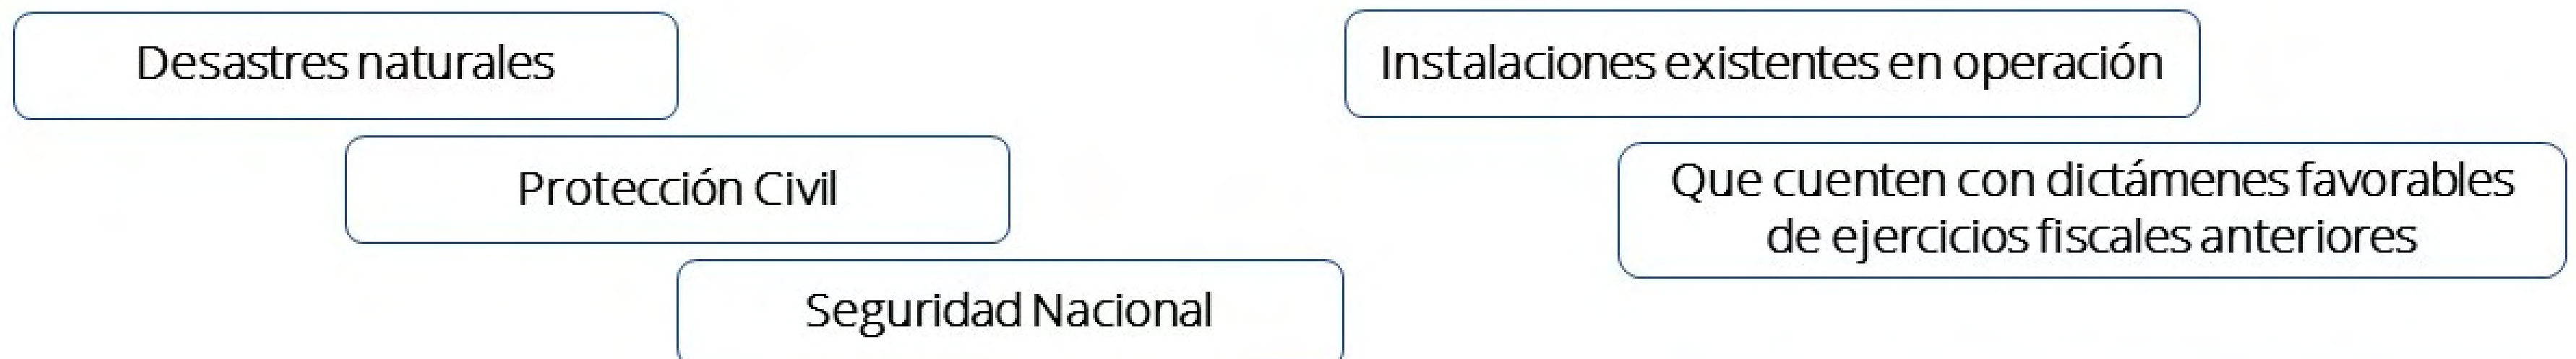 Desastres naturales
Protección Civil
Seguridad Nacional
Instalaciones existentes en operación
Que cuenten con dictámenes favorables
de ejercicios fiscales anteriores